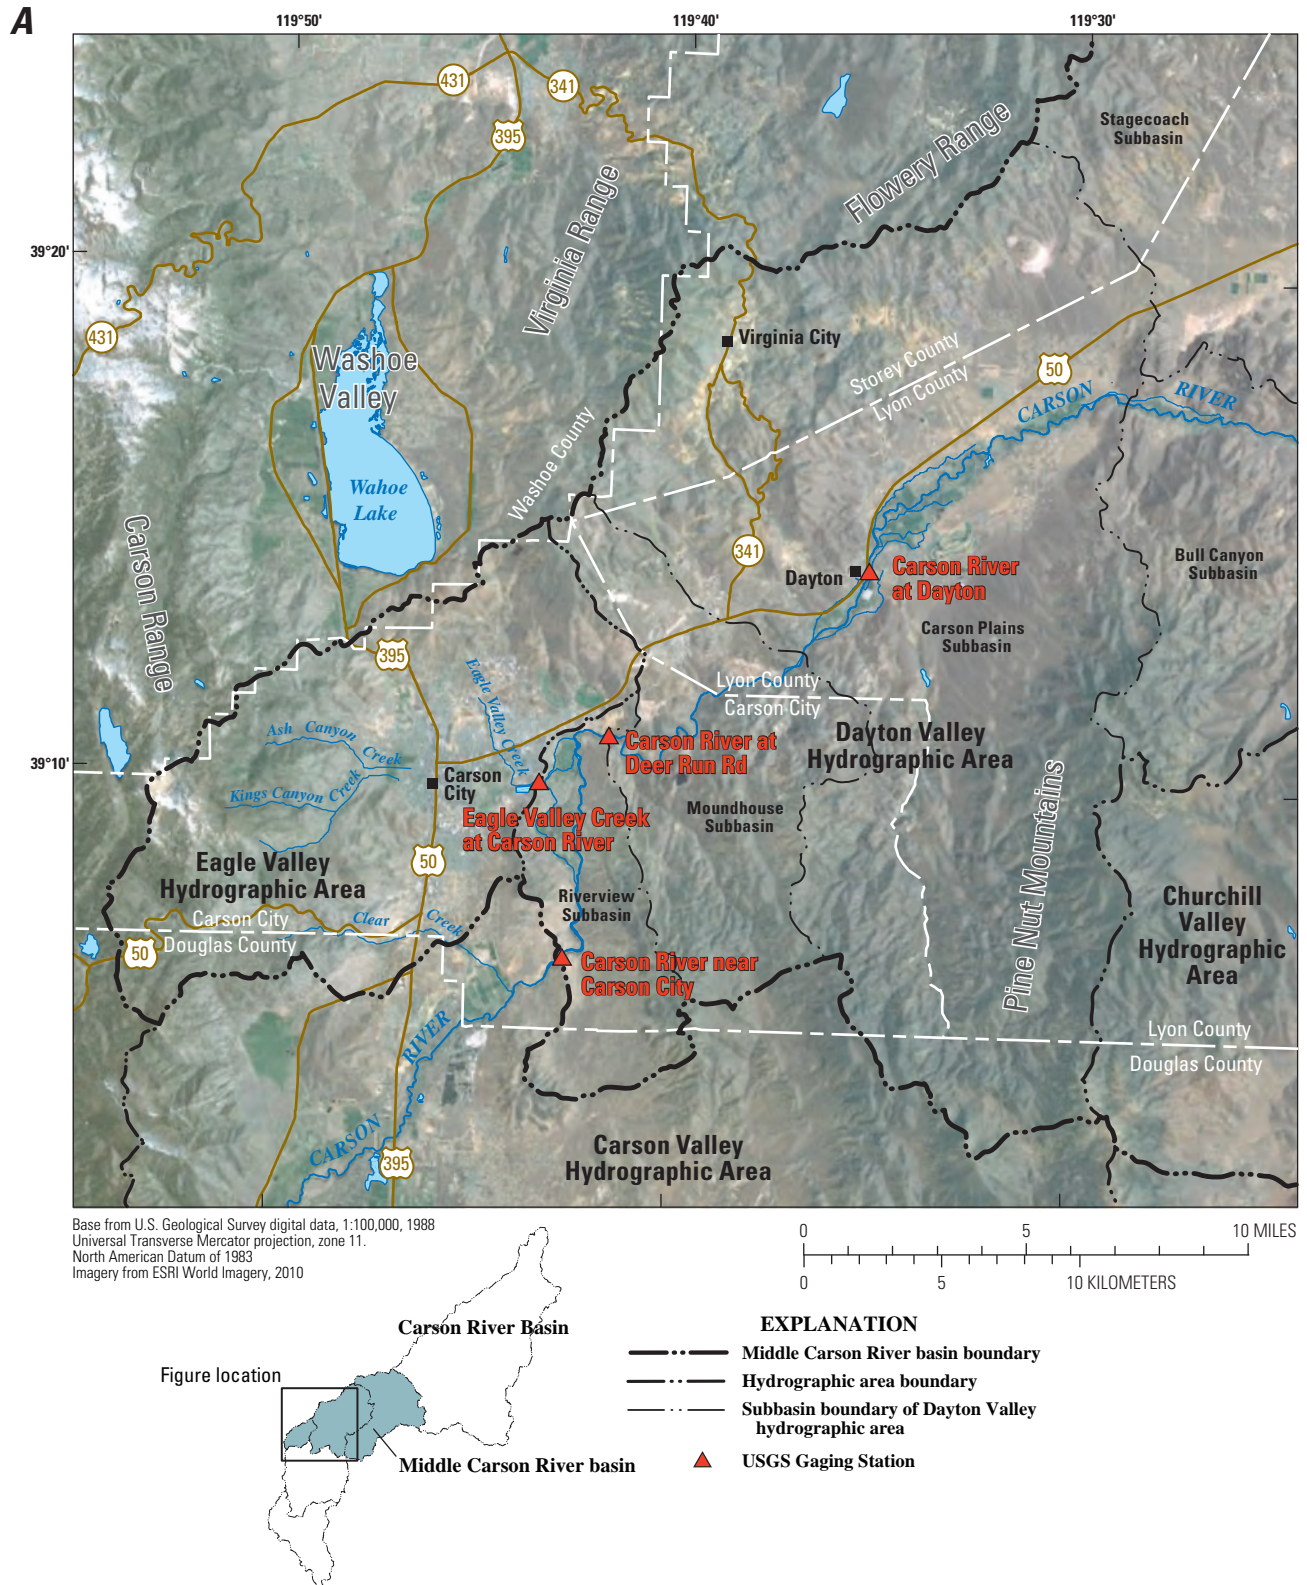 A
119°50'
119°40'
119°30'
431
341
431
395
Stagecoach
Subbasin
Flowery Range
Virginia Range
39°20'
431
Virginia City
Washoe
Valley
Storey County
Lyon County
50
CARSON
RIVER
Washoe County
Wahoe
Lake
Carson Range
341
Bull Canyon
Subbasin
Dayton
Carson River
at Dayton
Carson Plains
Subbasin
395
Eagle Valley Creek
Lyon County
Carson City
Ash Canyon Creek
Carson River at
Deer Run Rd
Dayton Valley
Hydrographic Area
39°10'
Carson
City
Kings Canyon Creek
Eagle Valley Creek
at Carson River
Moundhouse
Subbasin
Pine Nut Mountains
Eagle Valley
Hydrographic Area
50
Riverview
Subbasin
Churchill
Valley
Hydrographic
Area
Carson City
Douglas County
Clear Creek
50
Carson River near
Carson City
RIVER
Lyon County
Douglas County
CARSON
395
Carson Valley
Hydrographic Area
Base from U.S. Geological Survey digital data, 1:100,000, 1988
Universal Transverse Mercator projection, zone 11.
North American Datum of 1983
Imagery from ESRI World Imagery, 2010
0 5 10 MILES
0 5 10 KILOMETERS
Carson River Basin
Figure location
Middle Carson River basin
EXPLANATION
Middle Carson River basin boundary
Hydrographic area boundary
Subbasin boundary of Dayton Valley
hydrographic area
USGS Gaging Station